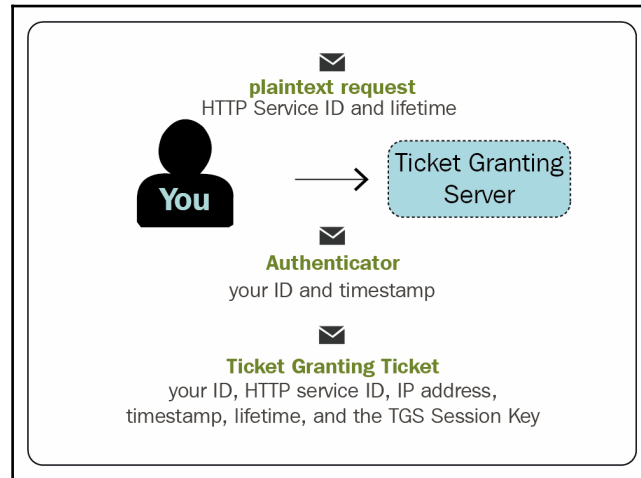 plaintext request
HTTP Service ID and lifetime
You
Ticket Granting
Server
Authenticator
your ID and timestamp
Ticket Granting Ticket
your ID, HTTP service ID, IP address,
timestamp, lifetime, and the TGS Session Key